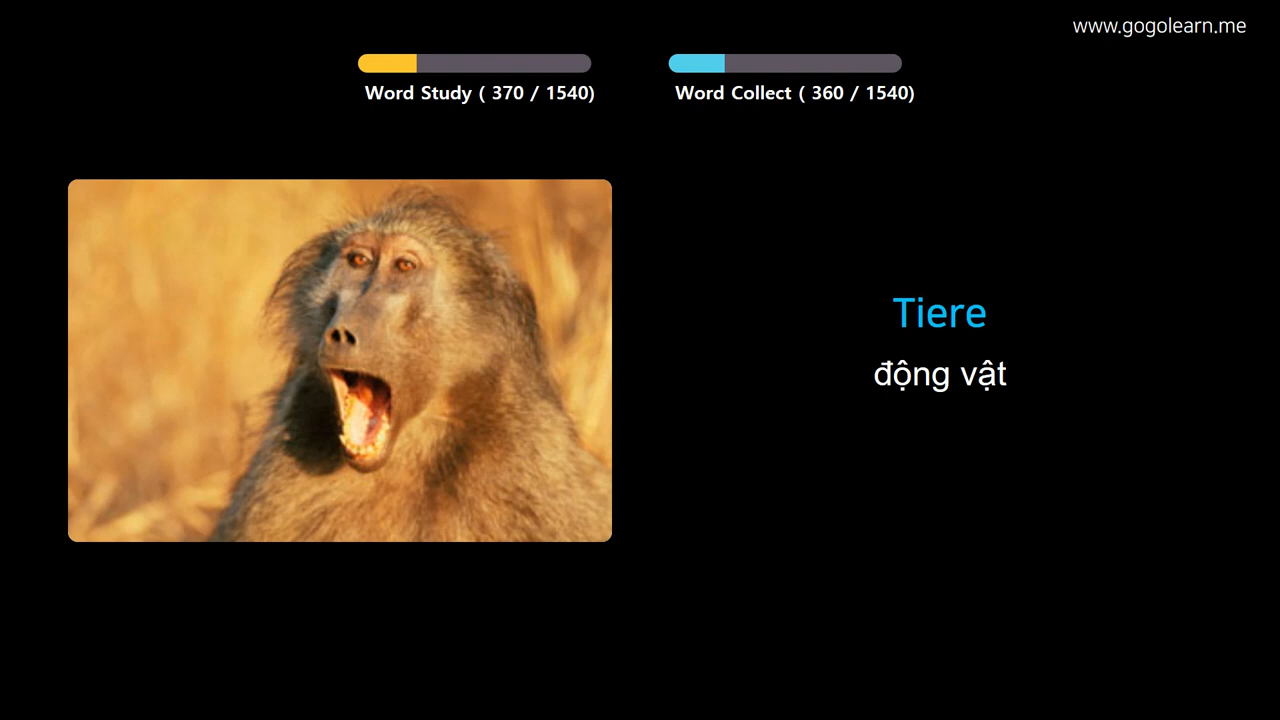 www.gogolearn.me
Word Study ( 370 / 1540)
Word Collect ( 360 / 1540)
Tiere
động vật